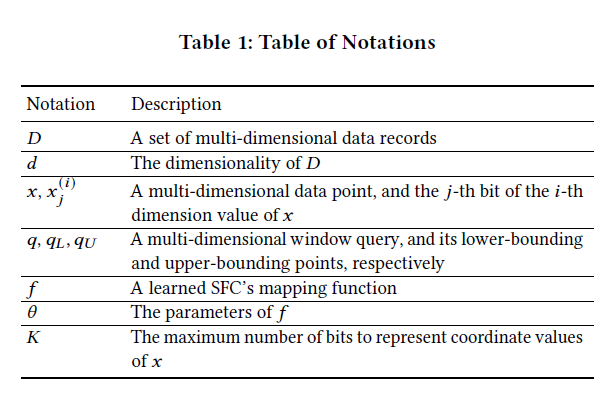 Table 1: Table of Notations
Notation Description
D A set of multi-dimensional data records
d The dimensionality of D
x, x_j^{(i)} A multi-dimensional data point, and the j-th bit of the i-th
dimension value of x
q, q_L, q_U A multi-dimensional window query, and its lower-bounding
and upper-bounding points, respectively
f A learned SFC's mapping function
θ The parameters of f
K The maximum number of bits to represent coordinate values
of x